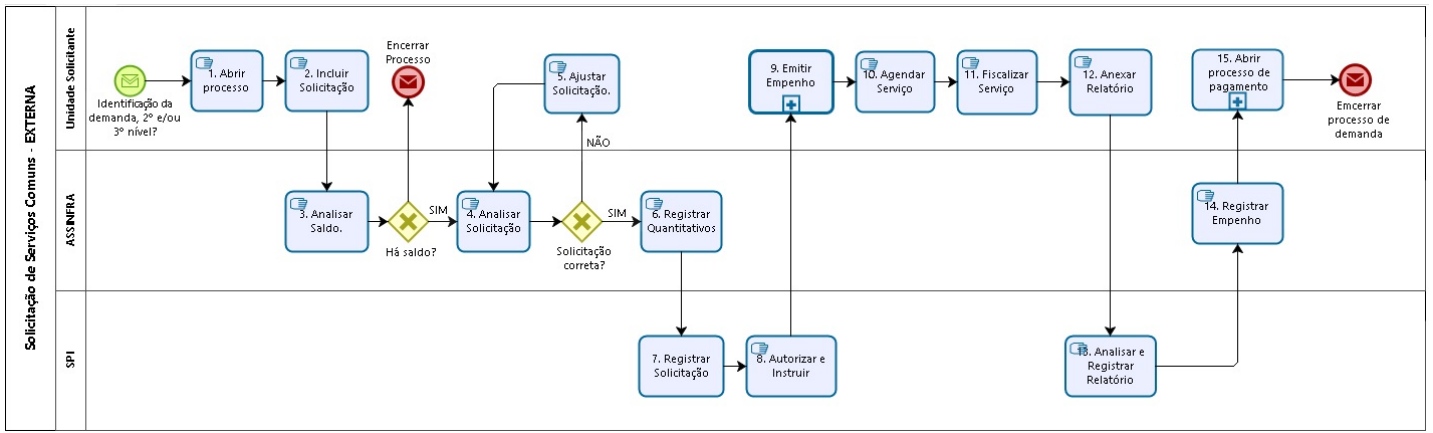 Solicitação de Serviços Comuns - EXTERNA
Unidade Solicitante
Identificação da
demanda, 2º e/ou
3º nível?
1. Abrir
processo
2. Incluir
Solicitação
Encerrar
Processo
5. Ajustar
Solicitação.
NÃO
9. Emitir
Empenho
10. Agendar
Serviço
11. Fiscalizar
Serviço
12. Anexar
Relatório
15. Abrir
processo de
pagamento
Emcerrar
processo de
demanda
ASSINFRA
3. Analisar
Saldo.
Há saldo?
SIM
4. Analisar
Solicitação
Solicitação
correta?
SIM
6. Registrar
Quantitativos
14. Registrar
Empenho
SPI
7. Registrar
Solicitação
8. Autorizar e
Instruir
13. Analisar e
Registrar
Relatório